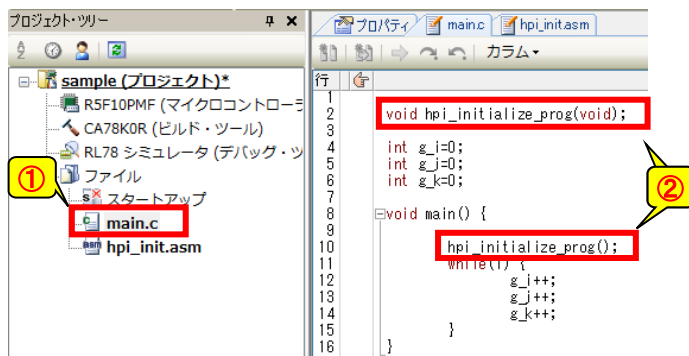 プロジェクト・ツリー
プロパティ main.c hpi_init.asm
カラム
sample (プロジェクト)*
R5F10PMF (マイクロコントローラ
CA78K0R (ビルド・ツール)
RL78 シミュレータ (デバッグ・ツ
ファイル
スタートアップ
① main.c
hpi_init.asm
行
1
2 void hpi_initialize_prog(void);
3
4 int g_i=0;
5 int g_j=0;
6 int g_k=0;
②
7
8 void main() {
9
10 hpi_initialize_prog();
11 while(1) {
12 g_i++;
13 g_j++;
14 g_k++;
15 }
16 }